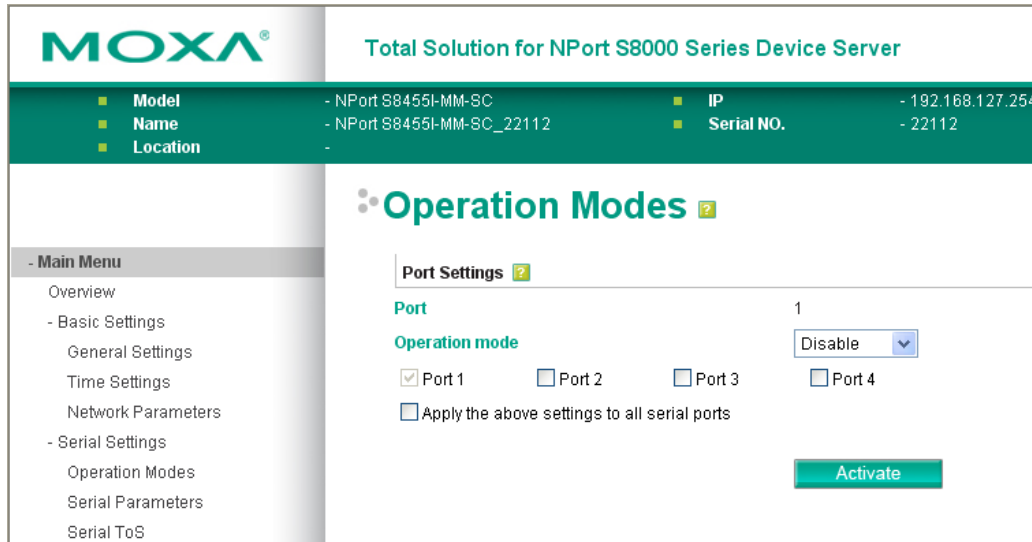 MOXA®
Total Solution for NPort S8000 Series Device Server
Model - NPort S8455I-MM-SC IP - 192.168.127.254
Name - NPort S8455I-MM-SC_22112 Serial NO. - 22112
Location -
Operation Modes ?
- Main Menu
Overview
- Basic Settings
General Settings
Time Settings
Network Parameters
- Serial Settings
Operation Modes
Serial Parameters
Serial ToS
Port Settings ?
Port 1
Operation mode Disable
Port 1 Port 2 Port 3 Port 4
Apply the above settings to all serial ports
Activate